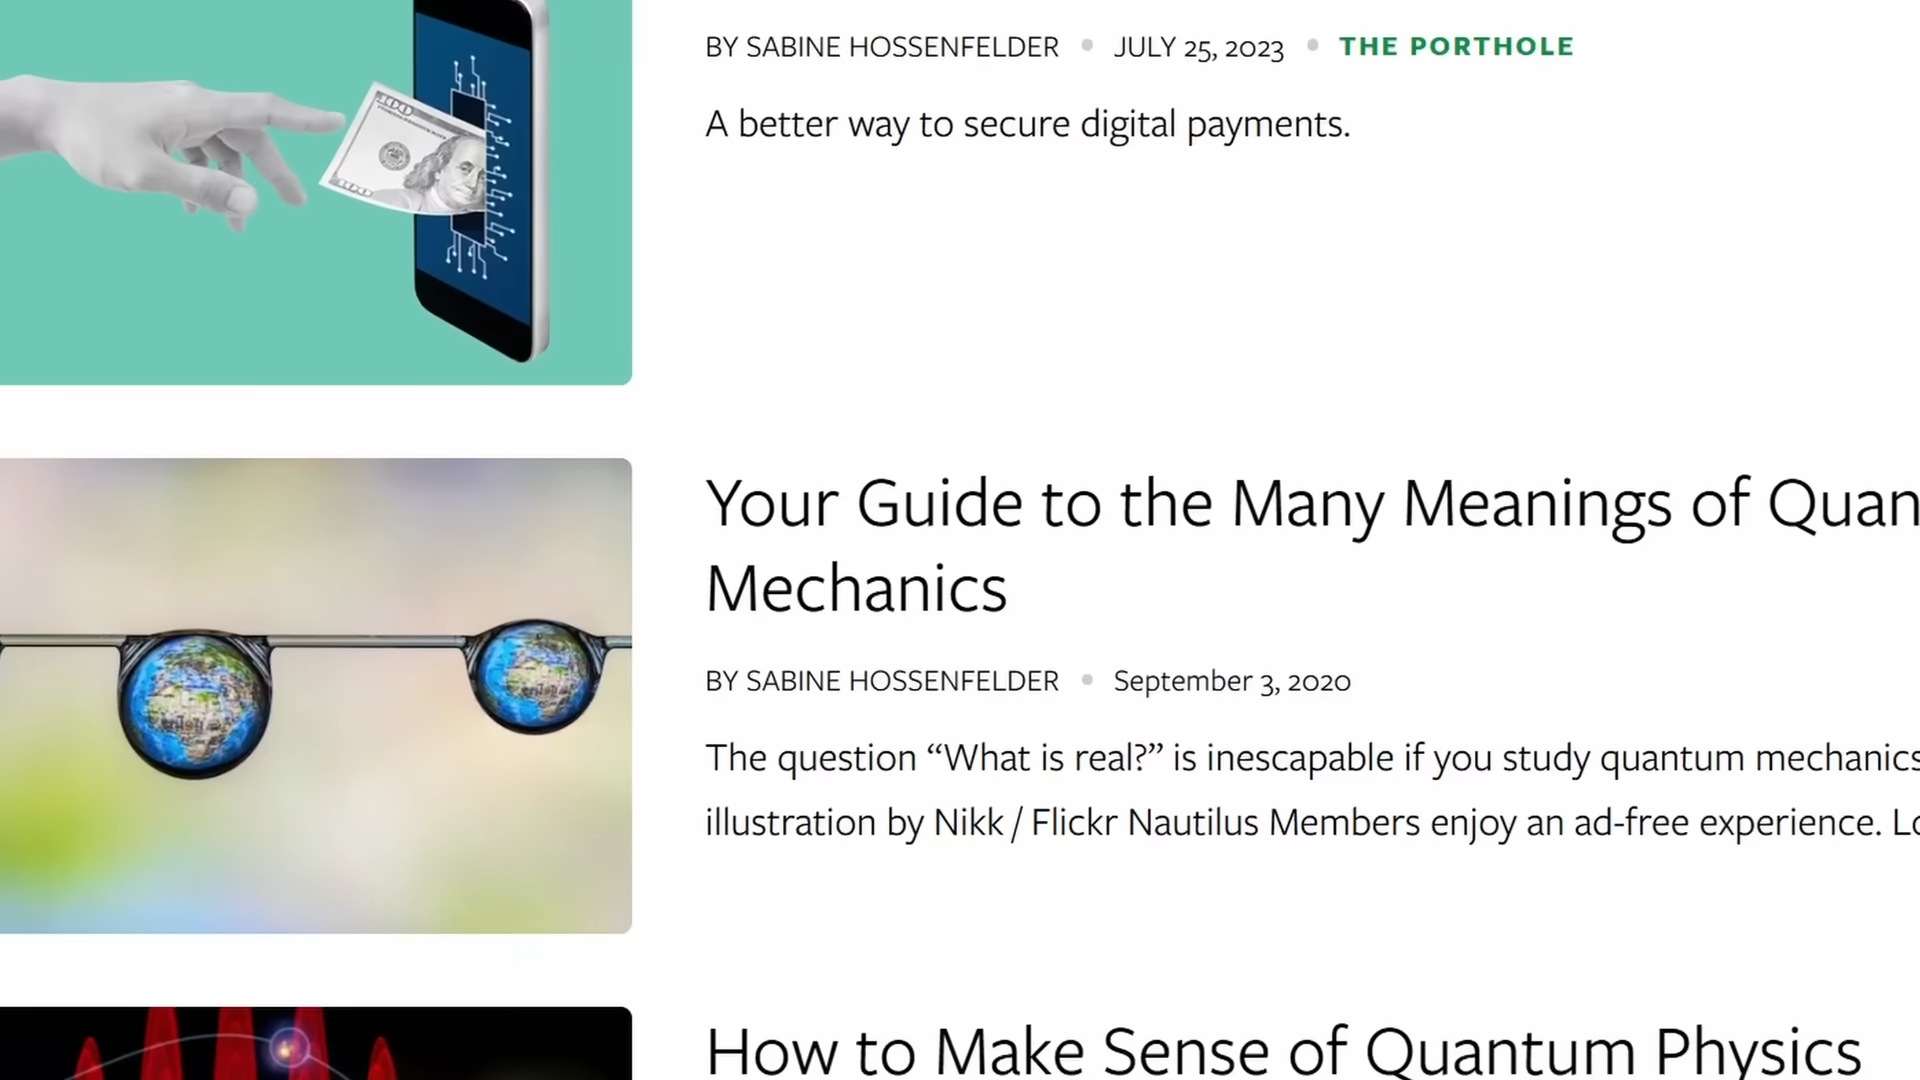 BY SABINE HOSSENFELDER • JULY 25, 2023 • THE PORTHOLE
A better way to secure digital payments.
Your Guide to the Many Meanings of Quan
Mechanics
BY SABINE HOSSENFELDER • September 3, 2020
The question “What is real?” is inescapable if you study quantum mechanics
illustration by Nikk / Flickr Nautilus Members enjoy an ad-free experience. Lo
How to Make Sense of Quantum Physics